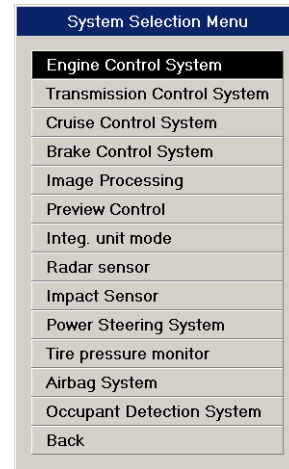 System Selection Menu
Engine Control System
Transmission Control System
Cruise Control System
Brake Control System
Image Processing
Preview Control
Integ. unit mode
Radar sensor
Impact Sensor
Power Steering System
Tire pressure monitor
Airbag System
Occupant Detection System
Back